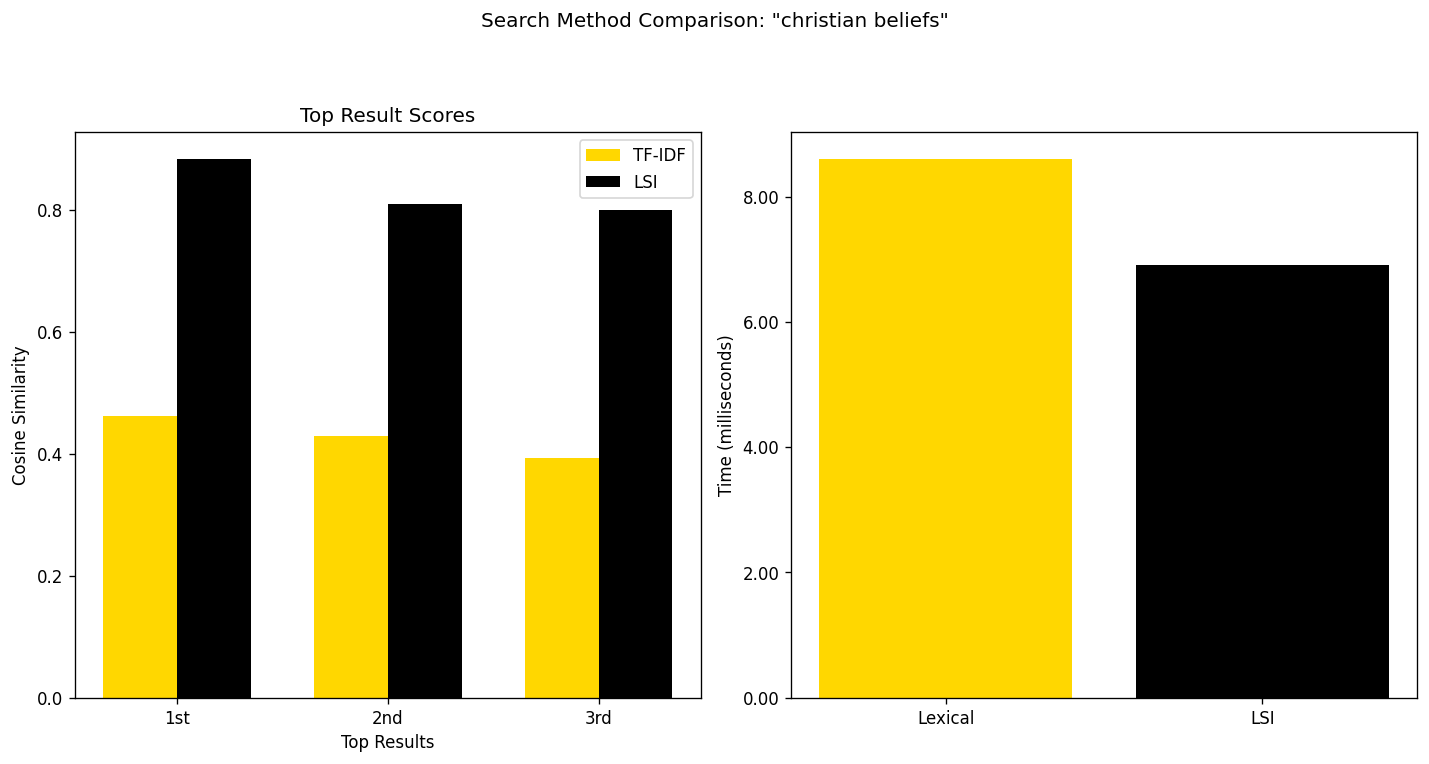 Search Method Comparison: "christian beliefs"
Top Result Scores
TF-IDF
LSI
Cosine Similarity
0.8
0.6
0.4
0.2
0.0
1st 2nd 3rd
Top Results
Time (milliseconds)
8.00
6.00
4.00
2.00
0.00
Lexical LSI